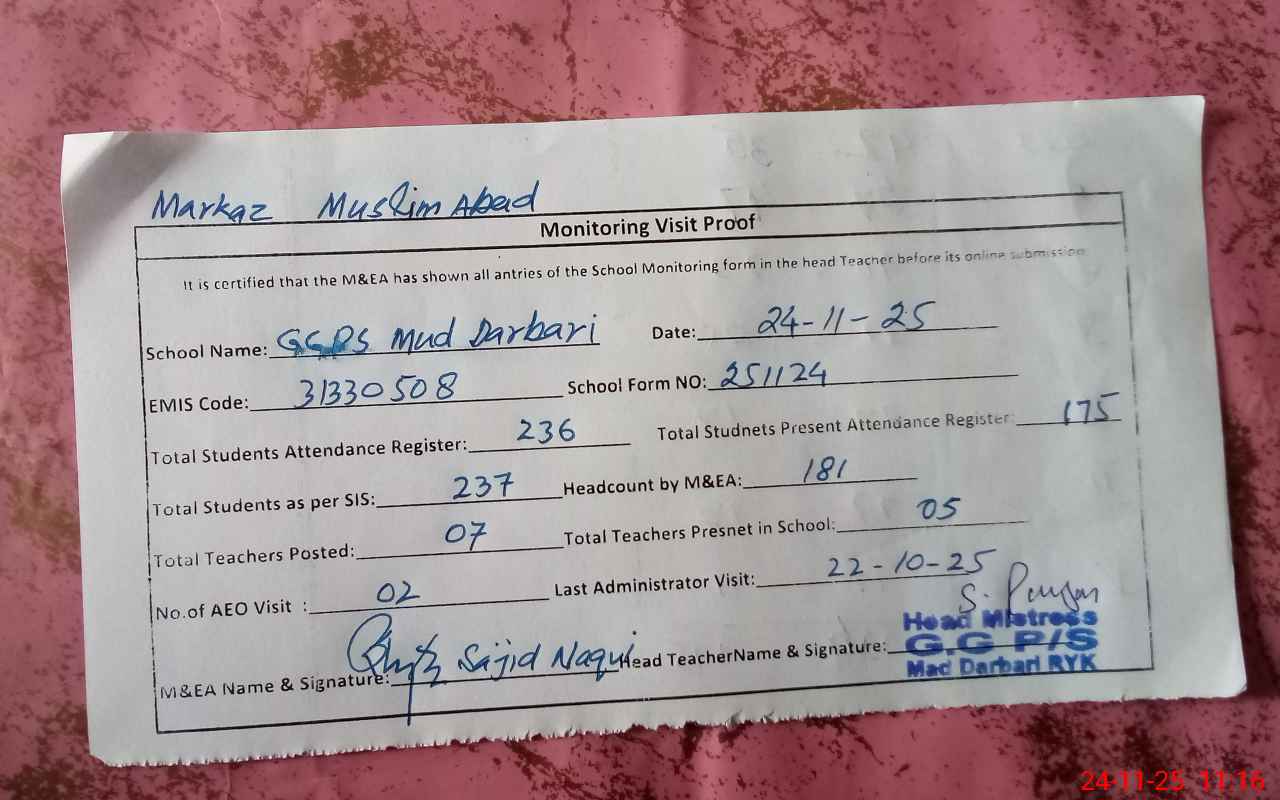 Markaz Muslim Abad
Monitoring Visit Proof
It is certified that the M&EA has shown all antries of the School Monitoring form in the head Teacher before its online submission
School Name: GGPS Mud Darbari Date: 24-11-25
EMIS Code: 31330508 School Form NO: 251124
Total Students Attendance Register: 236 Total Studnets Present Attendance Register: 175
Total Students as per SIS: 237 Headcount by M&EA: 181
Total Teachers Posted: 07 Total Teachers Presnet in School: 05
No.of AEO Visit : 02 Last Administrator Visit: 22-10-25
M&EA Name & Signature: Sajid Naqvi Head TeacherName & Signature: S.
Head Mistress
G.G P/S
Mad Darbari RYK
24-11-25 11:16